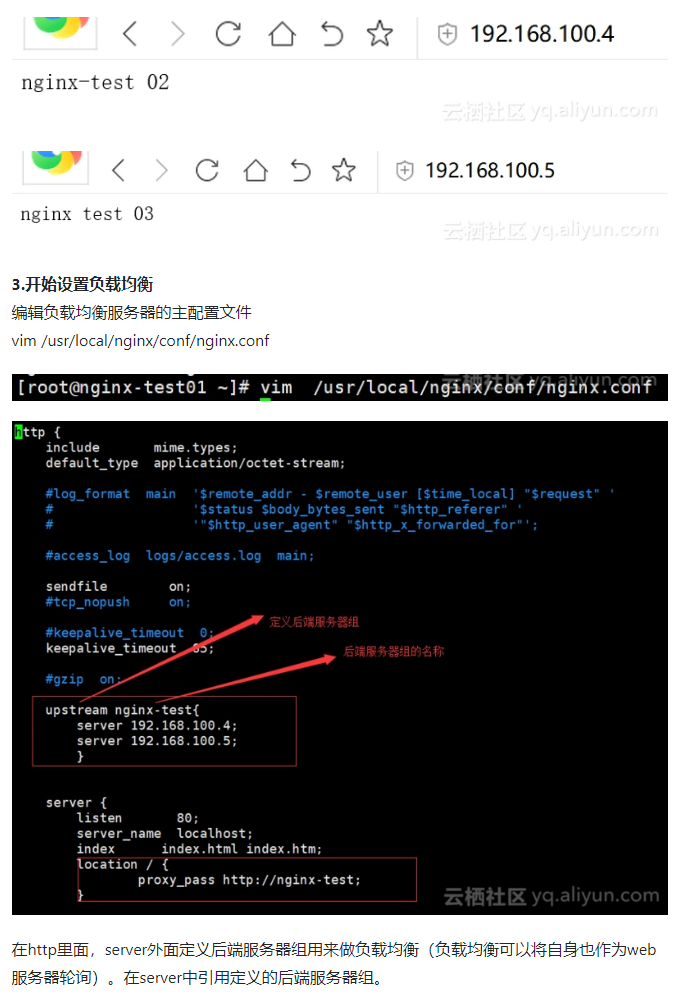 192.168.100.4
nginx-test 02
云栖社区 yq.aliyun.com
192.168.100.5
nginx test 03
云栖社区 yq.aliyun.com
3.开始设置负载均衡
编辑负载均衡服务器的主配置文件
vim /usr/local/nginx/conf/nginx.conf
云栖社区 yq.aliyun.com
[root@nginx-test01 ~]# vim  /usr/local/nginx/conf/nginx.conf
http {
    include       mime.types;
    default_type  application/octet-stream;
    #log_format  main  '$remote_addr - $remote_user [$time_local] "$request" '
    #                  '$status $body_bytes_sent "$http_referer" '
    #                  '"$http_user_agent" "$http_x_forwarded_for"';
    #access_log  logs/access.log  main;
    sendfile        on;
    #tcp_nopush     on;
定义后端服务器组
    #keepalive_timeout  0;
    keepalive_timeout  65;
后端服务器组的名称
    #gzip  on;
    upstream nginx-test{
        server 192.168.100.4;
        server 192.168.100.5;
        }
    server {
        listen       80;
        server_name  localhost;
        index      index.html index.htm;
        location / {
                proxy_pass http://nginx-test;
        }
云栖社区 yq.aliyun.com
在http里面，server外面定义后端服务器组用来做负载均衡（负载均衡可以将自身也作为web
服务器轮询）。在server中引用定义的后端服务器组。